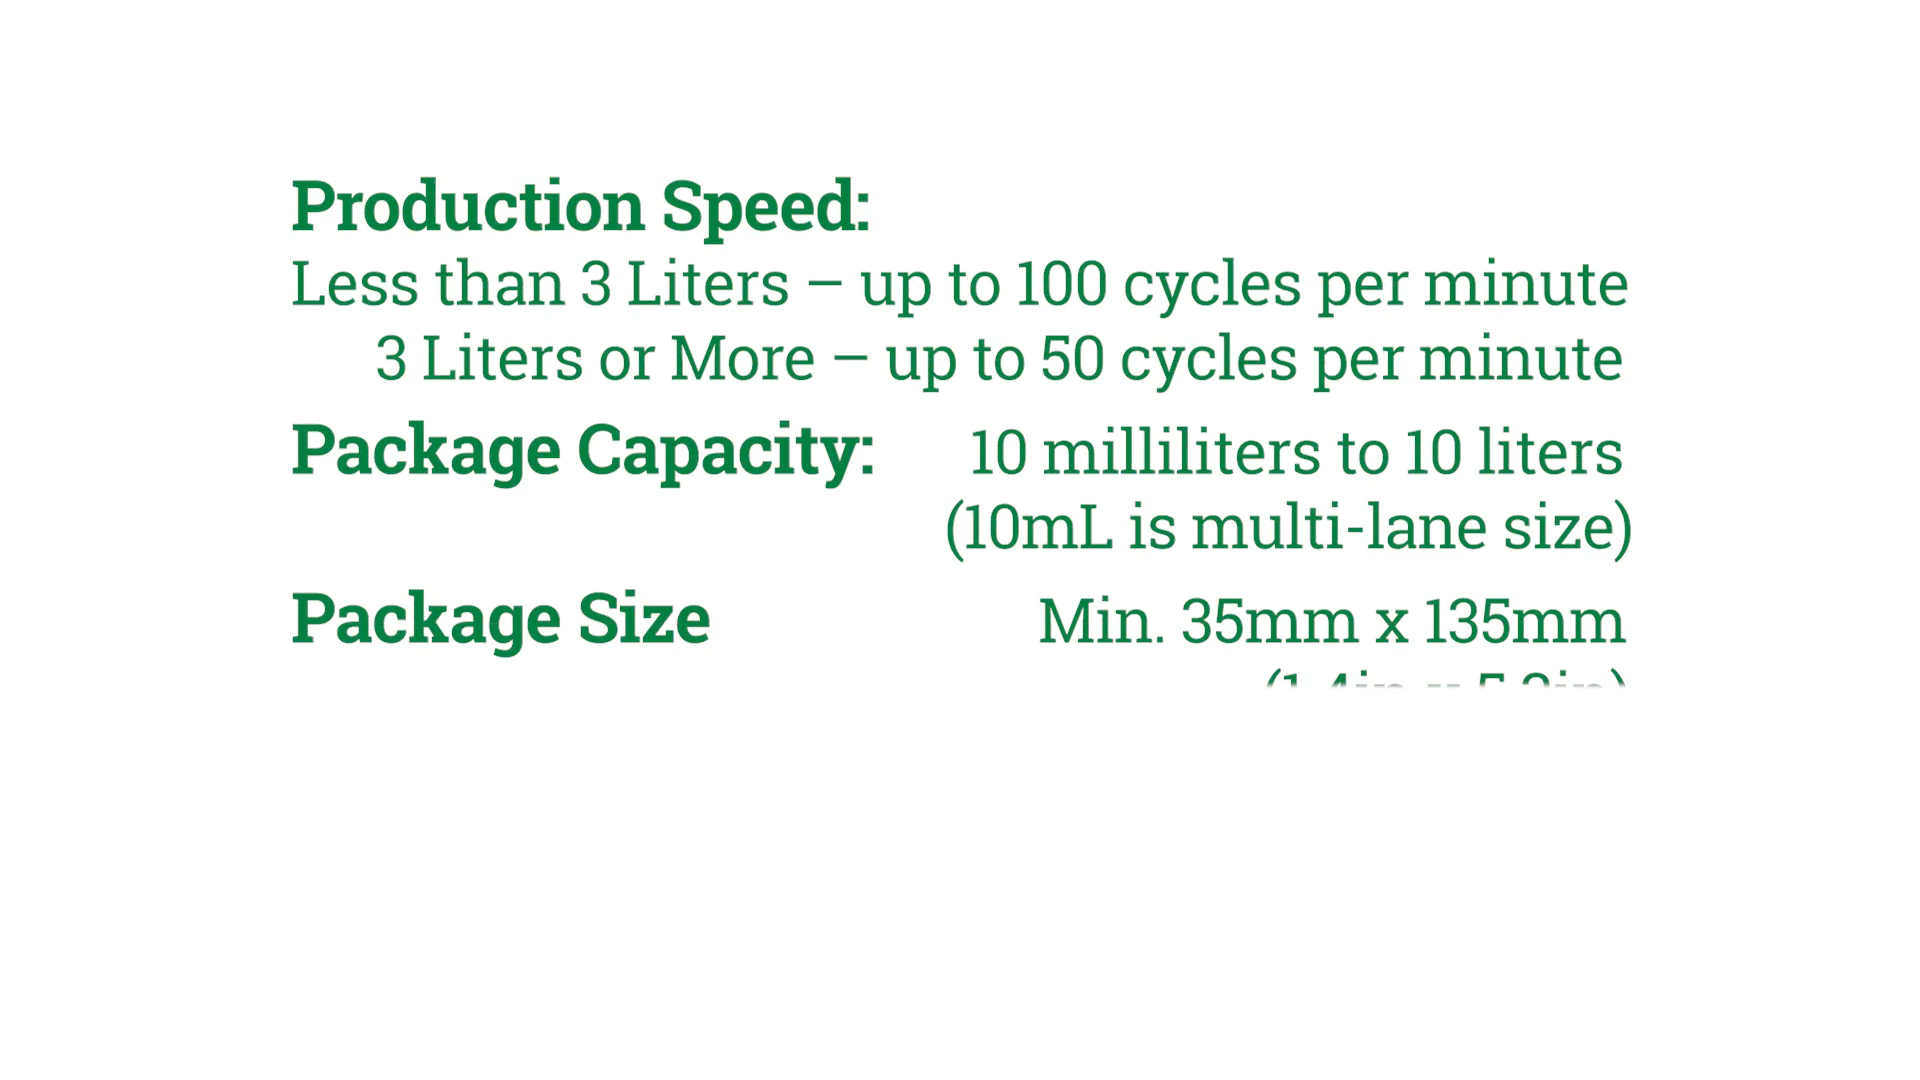 Production Speed:
Less than 3 Liters – up to 100 cycles per minute
3 Liters or More – up to 50 cycles per minute
Package Capacity: 10 milliliters to 10 liters
(10mL is multi-lane size)
Package Size Min. 35mm x 135mm